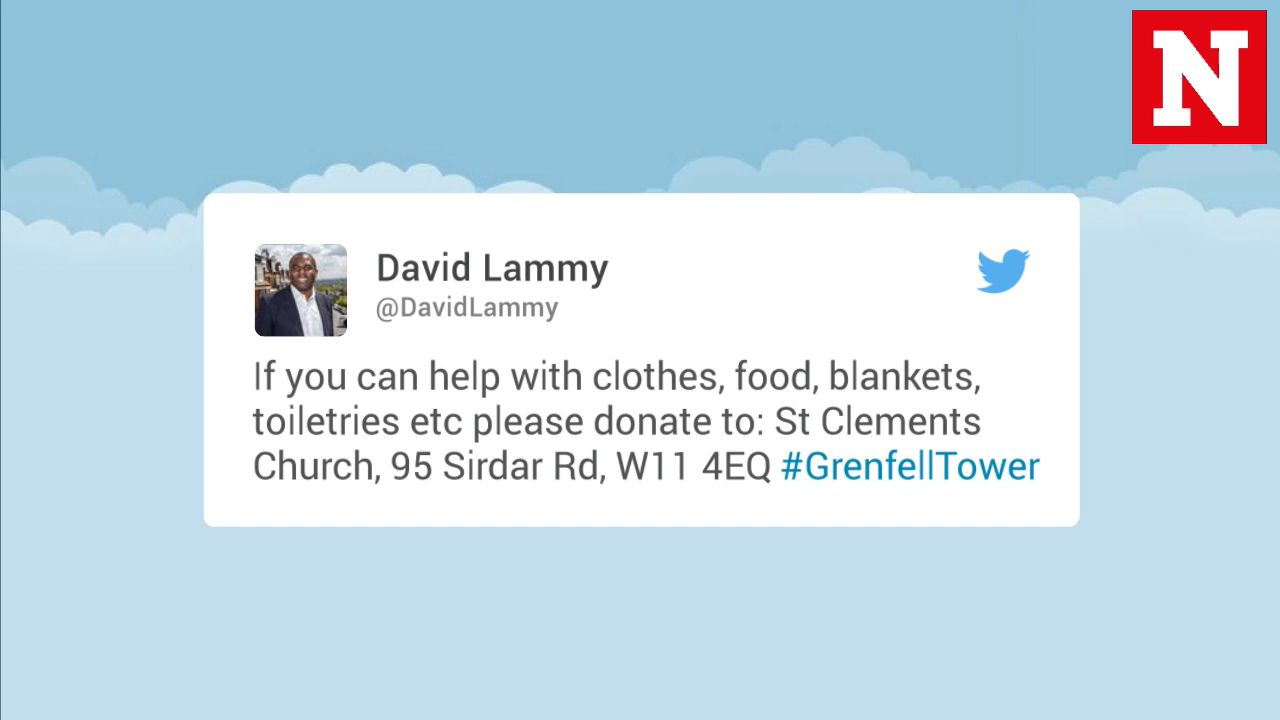 N
David Lammy
@DavidLammy
If you can help with clothes, food, blankets,
toiletries etc please donate to: St Clements
Church, 95 Sirdar Rd, W11 4EQ #GrenfellTower